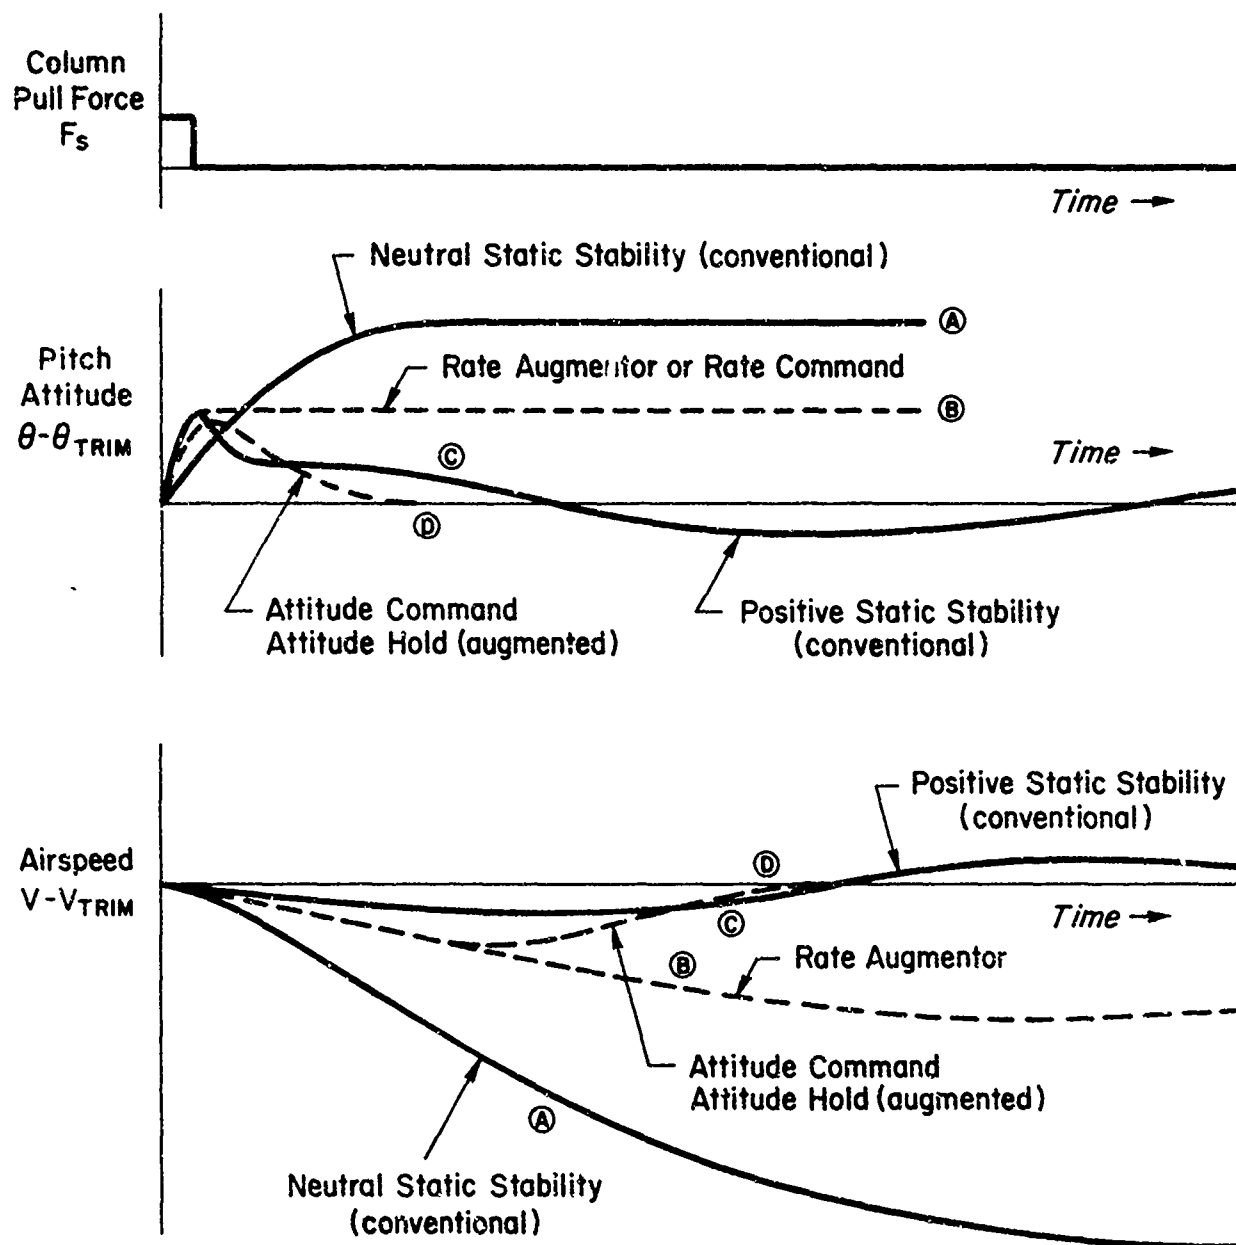 Column
Pull Force
Fs
Time
Neutral Static Stability (conventional)
A
Rate Augmentor or Rate Command
B
Pitch
Attitude
θ-θTRIM
Time
C
D
Attitude Command
Attitude Hold (augmented)
Positive Static Stability
(conventional)
Positive Static Stability
(conventional)
Airspeed
V-VTRIM
D
Time
C
B
Rate Augmentor
Attitude Command
Attitude Hold (augmented)
A
Neutral Static Stability
(conventional)